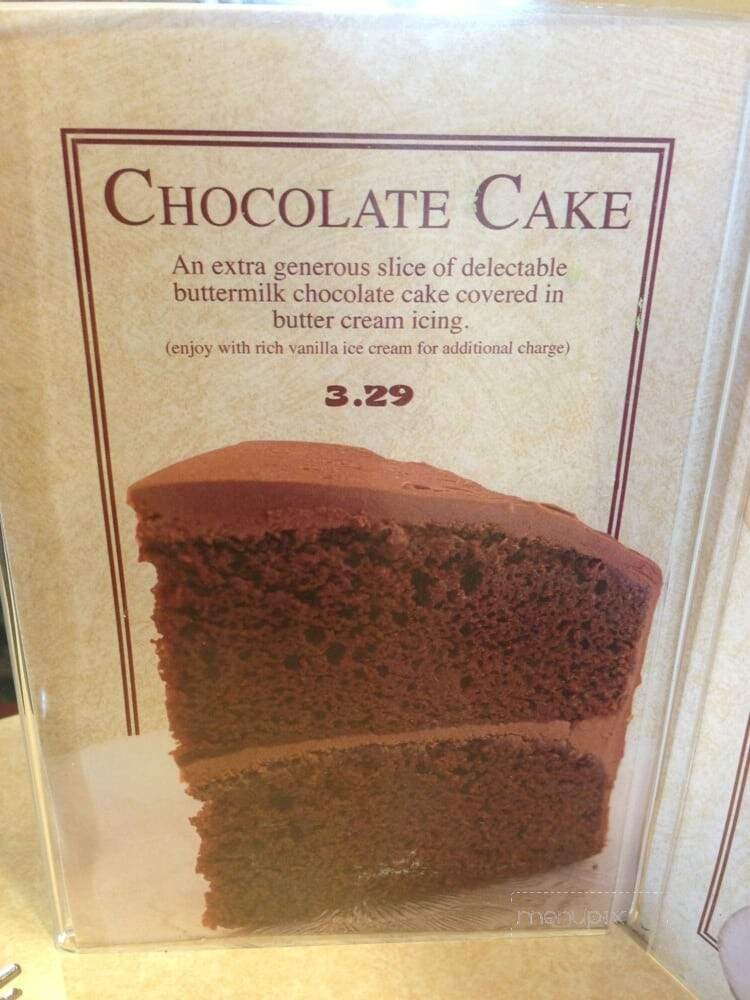 CHOCOLATE CAKE
An extra generous slice of delectable
buttermilk chocolate cake covered in
butter cream icing.
(enjoy with rich vanilla ice cream for additional charge)
3.29
menupix